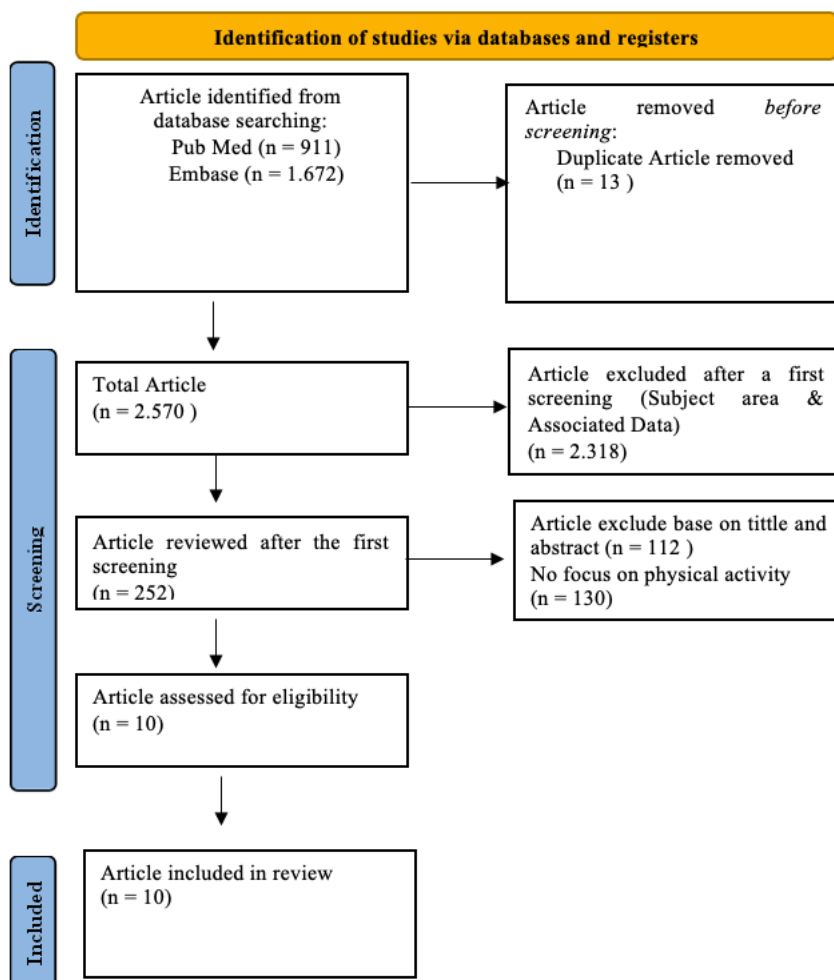 Identification of studies via databases and registers
Identification
Article identified from
database searching:
Pub Med (n = 911)
Embase (n = 1.672)
Article removed before
screening:
Duplicate Article removed
(n = 13 )
Screening
Total Article
(n = 2.570 )
Article excluded after a first
screening (Subject area &
Associated Data)
(n = 2.318)
Article reviewed after the first
screening
(n = 252)
Article exclude base on tittle and
abstract (n = 112 )
No focus on physical activity
(n = 130)
Article assessed for eligibility
(n = 10)
Included
Article included in review
(n = 10)